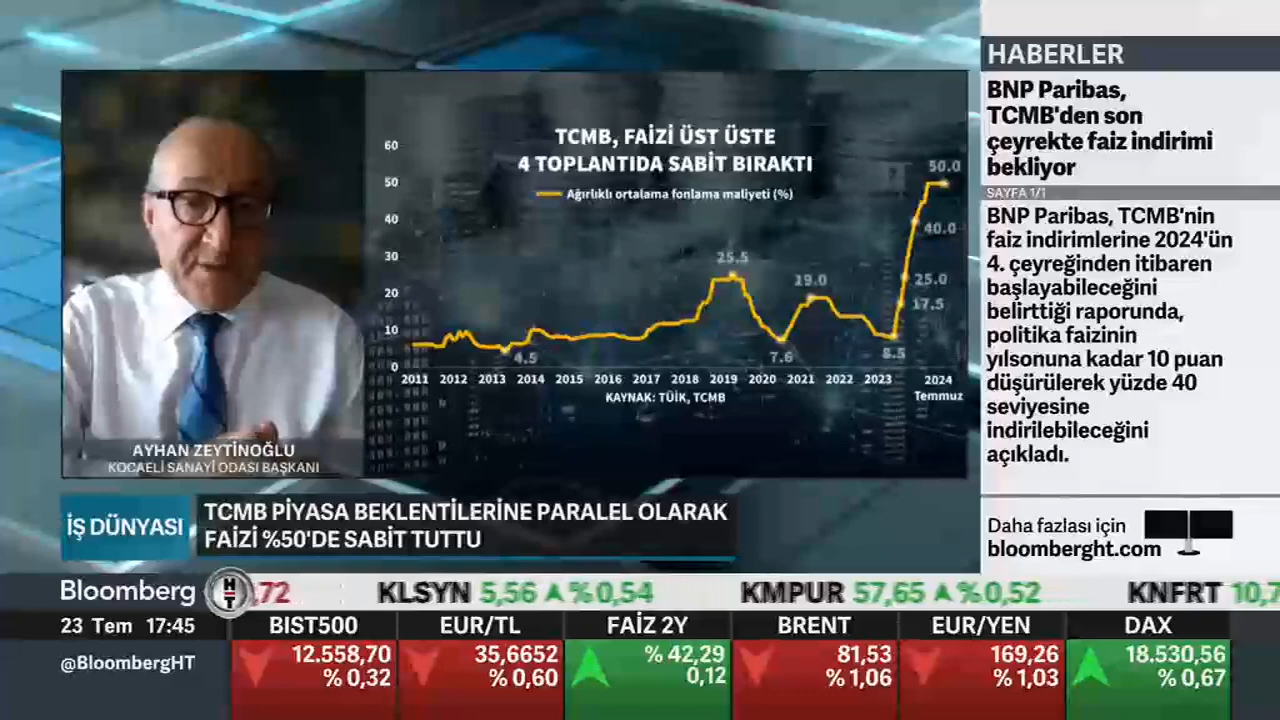 HABERLER
BNP Paribas,
TCMB'den son
çeyrekte faiz indirimi
bekliyor
SAYFA 1/1
BNP Paribas, TCMB'nin
faiz indirimlerine 2024'ün
4. çeyreğinden itibaren
başlayabileceğini
belirttiği raporunda,
politika faizinin
yılsonuna kadar 10 puan
düşürülerek yüzde 40
seviyesine
indirilebileceğini
açıkladı.
Daha fazlası için
bloomberght.com
TCMB, FAİZİ ÜST ÜSTE
4 TOPLANTIDA SABİT BIRAKTI
Ağırlıklı ortalama fonlama maliyeti (%)
60
50
40
30
20
10
0
50.0
40.0
25.5
25.0
19.0
17.5
4.5
7.6
8.5
2011 2012 2013 2014 2015 2016 2017 2018 2019 2020 2021 2022 2023 2024
Temmuz
KAYNAK: TÜİK, TCMB
AYHAN ZEYTİNOĞLU
KOCAELİ SANAYİ ODASI BAŞKANI
İŞ DÜNYASI
TCMB PİYASA BEKLENTİLERİNE PARALEL OLARAK
FAİZİ %50'DE SABİT TUTTU
Bloomberg HT ,72 KLSYN 5,56 %0,54 KMPUR 57,65 %0,52 KNFRT 10,7
23 Tem 17:45 BIST500 EUR/TL FAİZ 2Y BRENT EUR/YEN DAX
@BloombergHT 12.558,70 35,6652 % 42,29 81,53 169,26 18.530,56
% 0,32 % 0,60 0,12 % 1,06 % 1,03 % 0,67